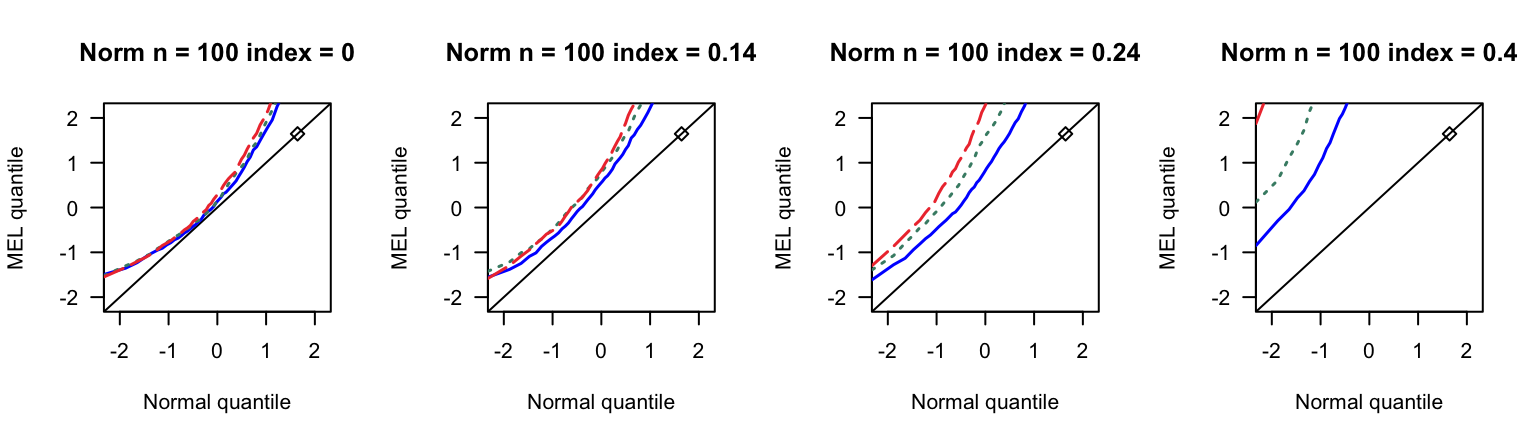 Norm n = 100 index = 0
MEL quantile
2
1
0
-1
-2
-2 -1 0 1 2
Normal quantile
Norm n = 100 index = 0.14
MEL quantile
2
1
0
-1
-2
-2 -1 0 1 2
Normal quantile
Norm n = 100 index = 0.24
MEL quantile
2
1
0
-1
-2
-2 -1 0 1 2
Normal quantile
Norm n = 100 index = 0.4
MEL quantile
2
1
0
-1
-2
-2 -1 0 1 2
Normal quantile